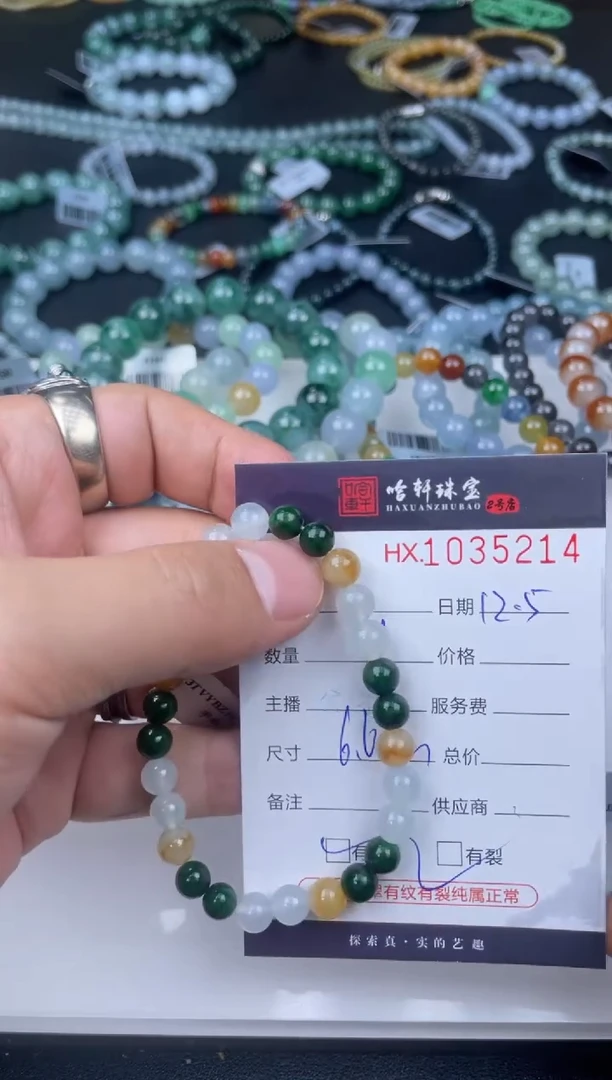 哈轩珠宝
HAXUANZHUBAO 2号店
HX.1035214
日期 12.5
数量 价格
主播 服务费
尺寸 6.6 总价
备注 供应商
有 有裂
有纹有裂纯属正常
探索真·实的艺趣